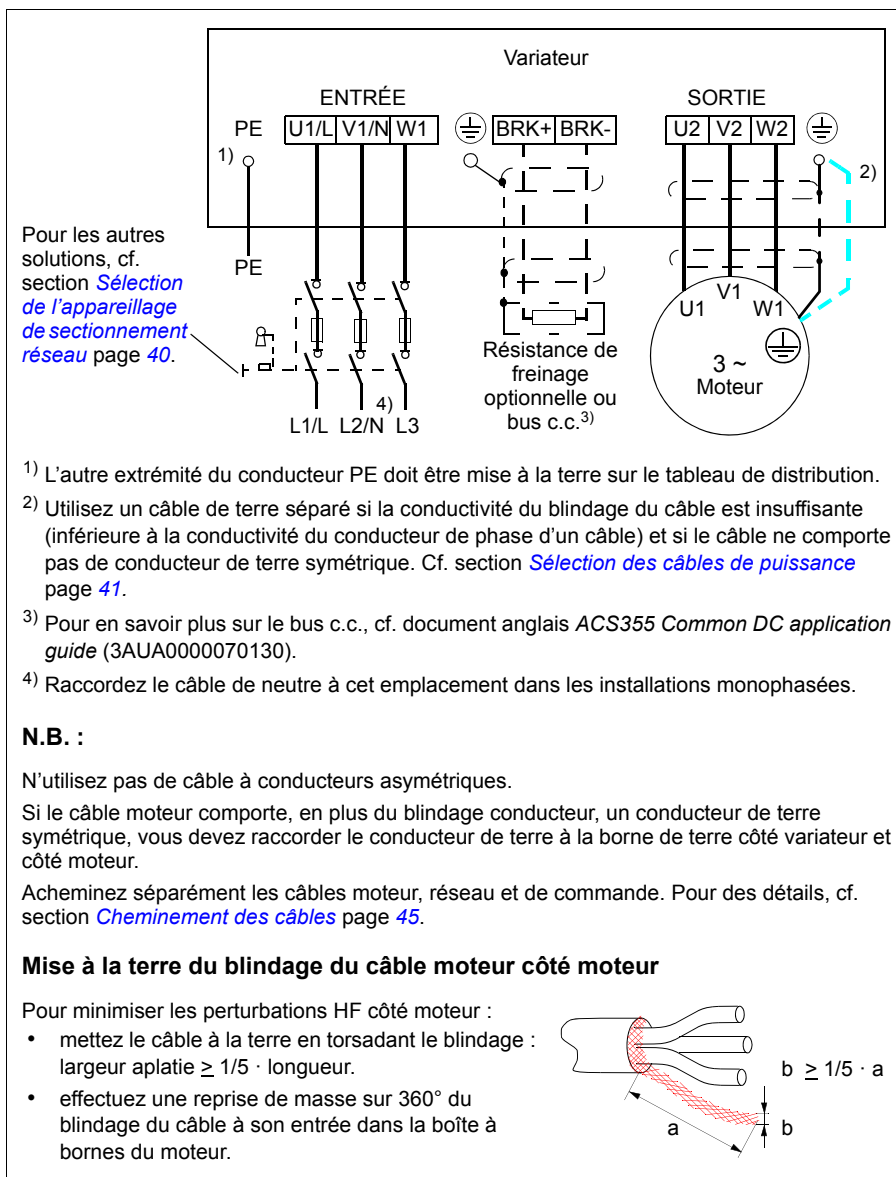 Variateur
ENTRÉE
SORTIE
PE
U1/L V1/N W1
BRK+ BRK-
U2 V2 W2
1)
2)
Pour les autres
solutions, cf.
section Sélection
de l'appareillage
de sectionnement
réseau page 40.
PE
U1 V1 W1
3 ~
Moteur
Résistance de
freinage
optionnelle ou
bus c.c.3)
4)
L1/L L2/N L3
1) L'autre extrémité du conducteur PE doit être mise à la terre sur le tableau de distribution.
2) Utilisez un câble de terre séparé si la conductivité du blindage du câble est insuffisante
(inférieure à la conductivité du conducteur de phase d'un câble) et si le câble ne comporte
pas de conducteur de terre symétrique. Cf. section Sélection des câbles de puissance
page 41.
3) Pour en savoir plus sur le bus c.c., cf. document anglais ACS355 Common DC application
guide (3AUA0000070130).
4) Raccordez le câble de neutre à cet emplacement dans les installations monophasées.
N.B. :
N'utilisez pas de câble à conducteurs asymétriques.
Si le câble moteur comporte, en plus du blindage conducteur, un conducteur de terre
symétrique, vous devez raccorder le conducteur de terre à la borne de terre côté variateur et
côté moteur.
Acheminez séparément les câbles moteur, réseau et de commande. Pour des détails, cf.
section Cheminement des câbles page 45.
Mise à la terre du blindage du câble moteur côté moteur
Pour minimiser les perturbations HF côté moteur :
• mettez le câble à la terre en torsadant le blindage :
largeur aplatie ≥ 1/5 · longueur.
• effectuez une reprise de masse sur 360° du
blindage du câble à son entrée dans la boîte à
bornes du moteur.
b ≥ 1/5 · a
a
b